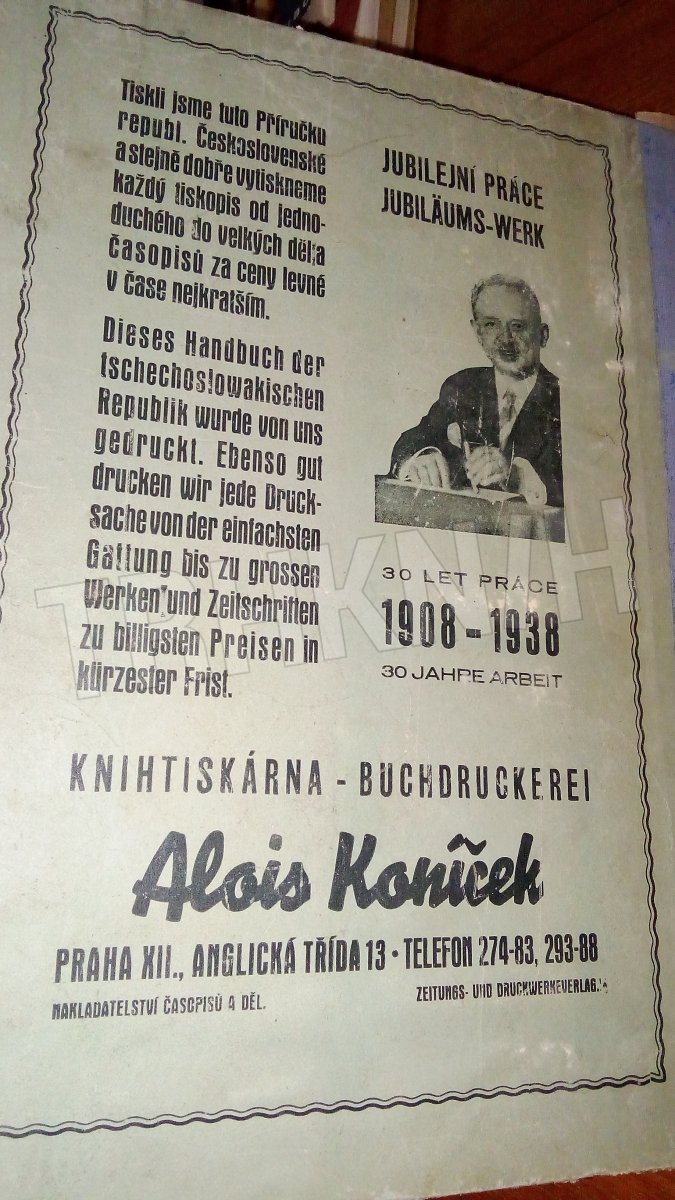 Tiskli jsme tuto Příručku
republ. Československé
a stejně dobře vytiskneme
každý tiskopis od jedno-
duchého do velkých děl a
časopisů za ceny levné
v čase nejkratším.
Dieses Handbuch der
tschechoslowakischen
Republik wurde von uns
gedruckt. Ebenso gut
drucken wir jede Druck-
sache von der einfachsten
Gattung bis zu grossen
Werken und Zeitschriften
zu billigsten Preisen in
kürzester Frist.
JUBILEJNÍ PRÁCE
JUBILÄUMS-WERK
30 LET PRÁCE
1908 - 1938
30 JAHRE ARBEIT
KNIHTISKÁRNA - BUCHDRUCKEREI
Alois Koníček
PRAHA XII., ANGLICKÁ TŘÍDA 13 • TELEFON 274-83, 293-88
NAKLADATELSTVÍ ČASOPISŮ A DĚL.
ZEITUNGS- UND DRUCKWERKEVERLAG.